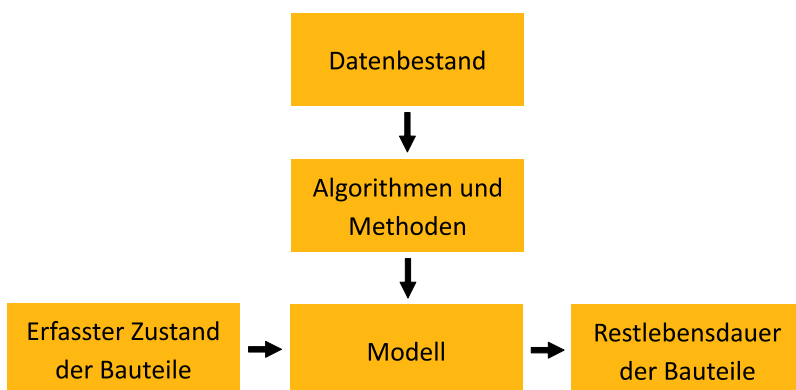 Datenbestand
Algorithmen und
Methoden
Erfasster Zustand
der Bauteile
Modell
Restlebensdauer
der Bauteile